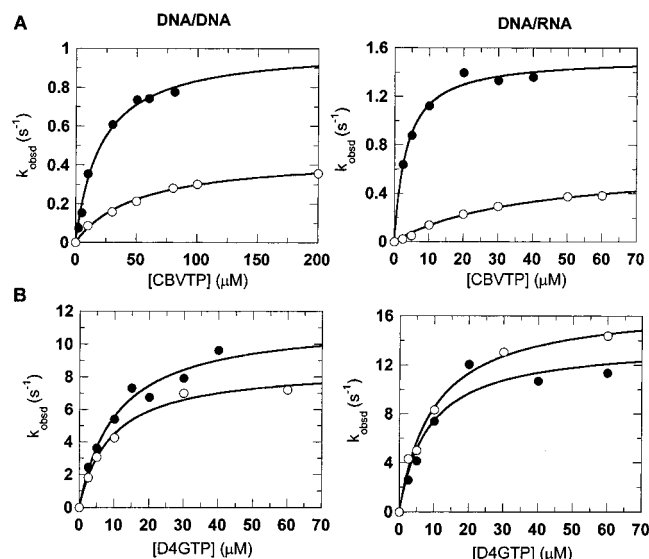 DNA/DNA
DNA/RNA
A
1
0.8
0.6
0.4
0.2
0
k obsd (s⁻¹)
0 50 100 150 200
[CBVTP] (μM)
1.6
1.2
0.8
0.4
0
k obsd (s⁻¹)
0 10 20 30 40 50 60 70
[CBVTP] (μM)
B
12
10
8
6
4
2
0
k obsd (s⁻¹)
0 10 20 30 40 50 60 70
[D4GTP] (μM)
16
12
8
4
0
k obsd (s⁻¹)
0 10 20 30 40 50 60 70
[D4GTP] (μM)